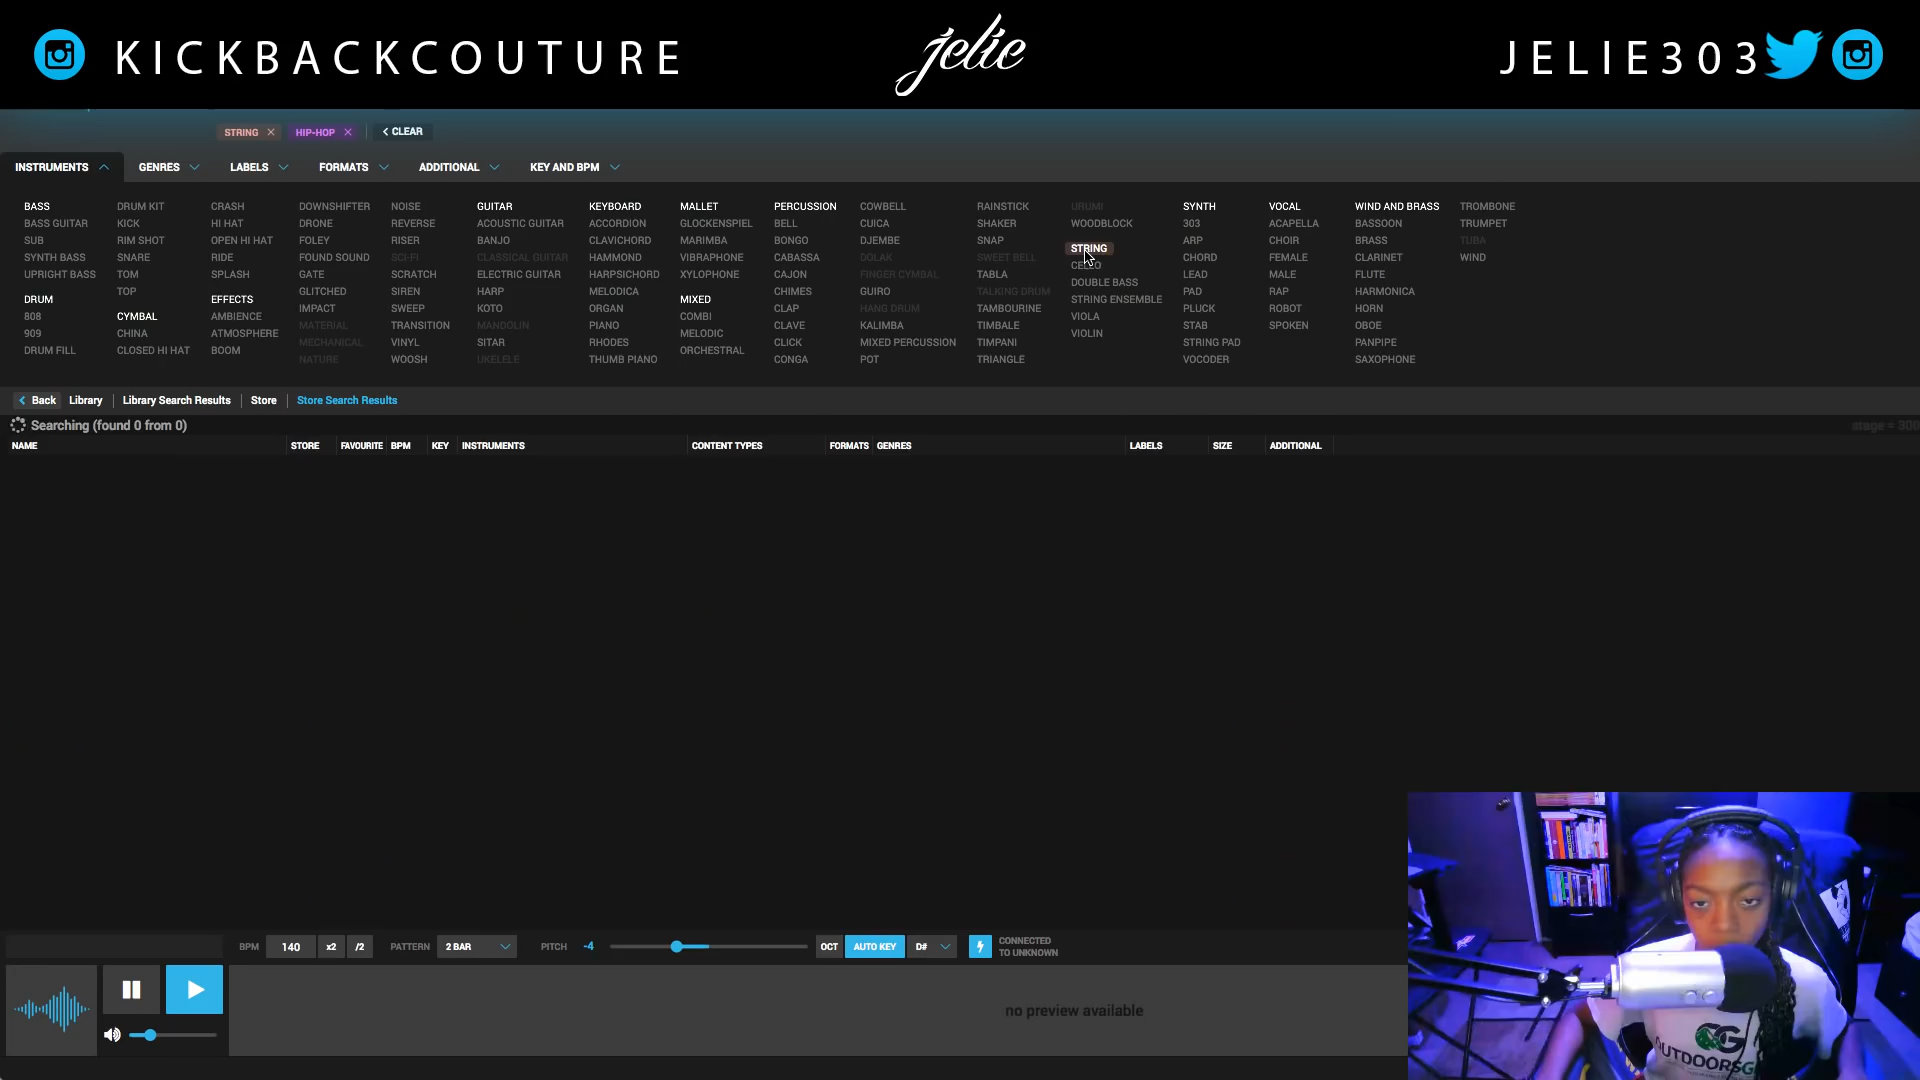 KICKBACKCOUTURE
jelie
JELIE303
STRING × HIP-HOP × CLEAR
INSTRUMENTS GENRES LABELS FORMATS ADDITIONAL KEY AND BPM
BASS
BASS GUITAR
SUB
SYNTH BASS
UPRIGHT BASS
DRUM
808
909
DRUM FILL
DRUM KIT
KICK
RIM SHOT
SNARE
TOM
TOP
CYMBAL
CHINA
CLOSED HI HAT
CRASH
HI HAT
OPEN HI HAT
RIDE
SPLASH
EFFECTS
AMBIENCE
ATMOSPHERE
BOOM
DOWNSHIFTER
DRONE
FOLEY
FOUND SOUND
GATE
GLITCHED
IMPACT
MATERIAL
MECHANICAL
NATURE
NOISE
REVERSE
RISER
SCI-FI
SCRATCH
SIREN
SWEEP
TRANSITION
VINYL
WOOSH
GUITAR
ACOUSTIC GUITAR
BANJO
CLASSICAL GUITAR
ELECTRIC GUITAR
HARP
KOTO
MANDOLIN
SITAR
UKELELE
KEYBOARD
ACCORDION
CLAVICHORD
HAMMOND
HARPSICHORD
MELODICA
ORGAN
PIANO
RHODES
THUMB PIANO
MALLET
GLOCKENSPIEL
MARIMBA
VIBRAPHONE
XYLOPHONE
MIXED
COMBI
MELODIC
ORCHESTRAL
PERCUSSION
BELL
BONGO
CABASSA
CAJON
CHIMES
CLAP
CLAVE
CLICK
CONGA
COWBELL
CUICA
DJEMBE
DOLAK
FINGER CYMBAL
GUIRO
HANG DRUM
KALIMBA
MIXED PERCUSSION
POT
RAINSTICK
SHAKER
SNAP
SWEET BELL
TABLA
TALKING DRUM
TAMBOURINE
TIMBALE
TIMPANI
TRIANGLE
URUMI
WOODBLOCK
STRING
CELLO
DOUBLE BASS
STRING ENSEMBLE
VIOLA
VIOLIN
SYNTH
303
ARP
CHORD
LEAD
PAD
PLUCK
STAB
STRING PAD
VOCODER
VOCAL
ACAPELLA
CHOIR
FEMALE
MALE
RAP
ROBOT
SPOKEN
WIND AND BRASS
BASSOON
BRASS
CLARINET
FLUTE
HARMONICA
HORN
OBOE
PANPIPE
SAXOPHONE
TROMBONE
TRUMPET
TUBA
WIND
Back Library Library Search Results Store Store Search Results
Searching (found 0 from 0)
stage = 300
NAME STORE FAVOURITE BPM KEY INSTRUMENTS CONTENT TYPES FORMATS GENRES LABELS SIZE ADDITIONAL
BPM 140 x2 /2 PATTERN 2 BAR PITCH -4 OCT AUTO KEY D# CONNECTED
TO UNKNOWN
no preview available
OUTDOORSG